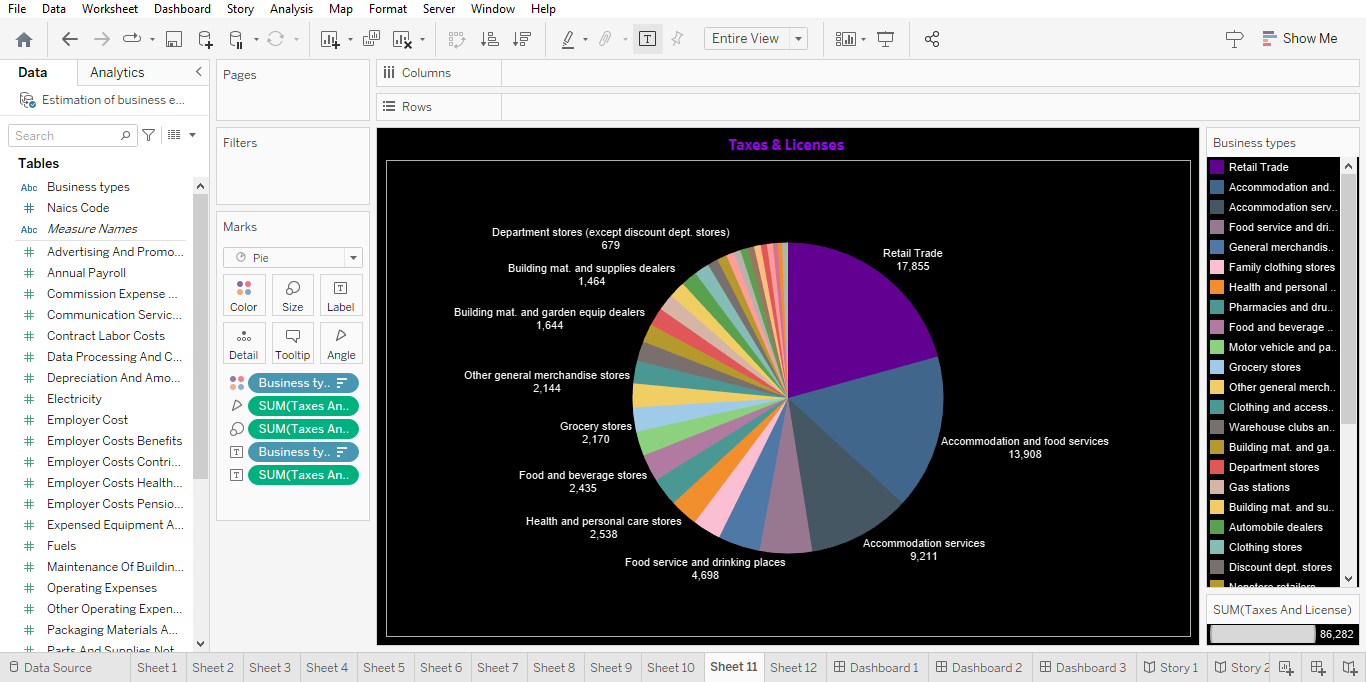 File Data Worksheet Dashboard Story Analysis Map Format Server Window Help
Entire View
Show Me
Data Analytics
Estimation of business e...
Search
Tables
Abc Business types
# Naics Code
Abc Measure Names
# Advertising And Promo...
# Annual Payroll
# Commission Expense ...
# Communication Servic...
# Contract Labor Costs
# Data Processing And C...
# Depreciation And Amo...
# Electricity
# Employer Cost
# Employer Costs Benefits
# Employer Costs Contri...
# Employer Costs Health...
# Employer Costs Pensio...
# Expensed Equipment A...
# Fuels
# Maintenance Of Buildin...
# Operating Expenses
# Other Operating Expen...
# Packaging Materials A...
# Parts And Supplies Not
Pages
Filters
Marks
Pie
Color Size Label
Detail Tooltip Angle
Business ty..
SUM(Taxes An..
SUM(Taxes An..
Business ty..
SUM(Taxes An..
Columns
Rows
Taxes & Licenses
Department stores (except discount dept. stores)
679
Building mat. and supplies dealers
1,464
Building mat. and garden equip dealers
1,644
Other general merchandise stores
2,144
Grocery stores
2,170
Food and beverage stores
2,435
Health and personal care stores
2,538
Food service and drinking places
4,698
Accommodation services
9,211
Accommodation and food services
13,908
Retail Trade
17,855
Business types
Retail Trade
Accommodation and..
Accommodation serv..
Food service and dri..
General merchandis..
Family clothing stores
Health and personal ..
Pharmacies and dru..
Food and beverage ..
Motor vehicle and pa..
Grocery stores
Other general merch..
Clothing and access..
Warehouse clubs an..
Building mat. and ga..
Department stores
Gas stations
Building mat. and su..
Automobile dealers
Clothing stores
Discount dept. stores
Nonstore retailers
SUM(Taxes And License)
86,282
Data Source Sheet 1 Sheet 2 Sheet 3 Sheet 4 Sheet 5 Sheet 6 Sheet 7 Sheet 8 Sheet 9 Sheet 10 Sheet 11 Sheet 12 Dashboard 1 Dashboard 2 Dashboard 3 Story 1 Story 2